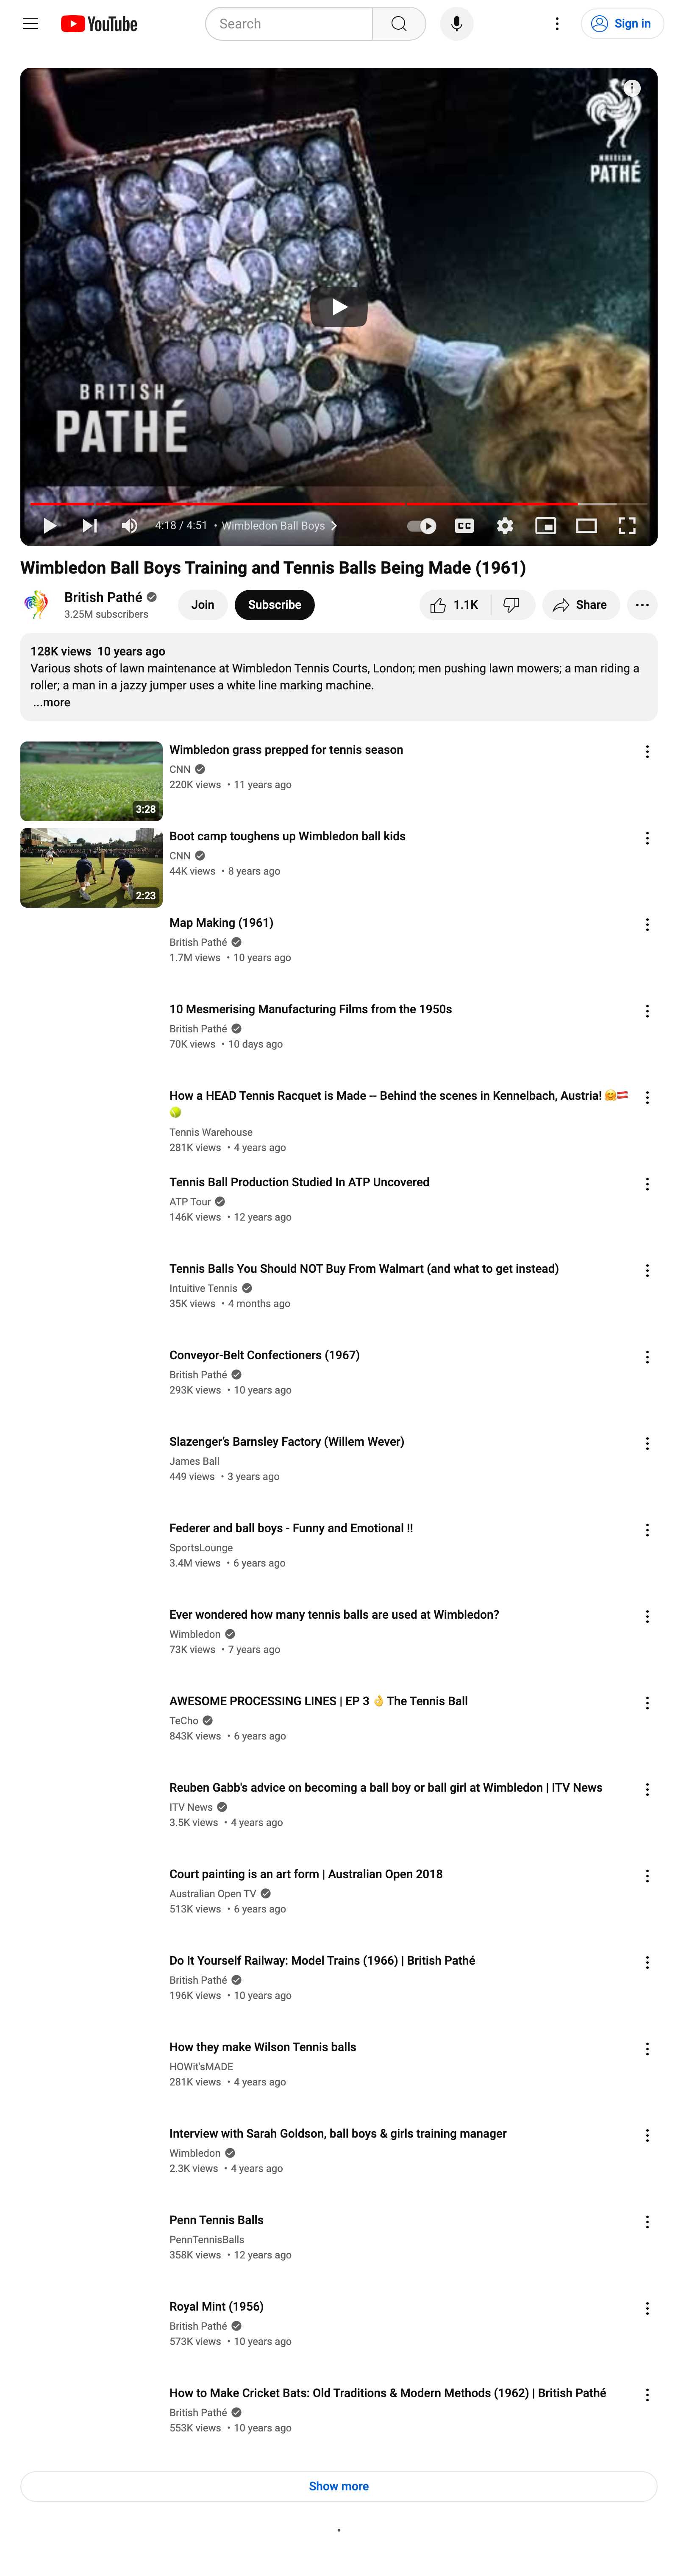 YouTube
Search
Sign in
BRITISH
PATHÉ
BRITISH
PATHÉ
4:18 / 4:51 • Wimbledon Ball Boys
CC
Wimbledon Ball Boys Training and Tennis Balls Being Made (1961)
British Pathé
3.25M subscribers
Join
Subscribe
1.1K
Share
128K views 10 years ago
Various shots of lawn maintenance at Wimbledon Tennis Courts, London; men pushing lawn mowers; a man riding a
roller; a man in a jazzy jumper uses a white line marking machine.
...more
3:28
Wimbledon grass prepped for tennis season
CNN
220K views • 11 years ago
2:23
Boot camp toughens up Wimbledon ball kids
CNN
44K views • 8 years ago
Map Making (1961)
British Pathé
1.7M views • 10 years ago
10 Mesmerising Manufacturing Films from the 1950s
British Pathé
70K views • 10 days ago
How a HEAD Tennis Racquet is Made -- Behind the scenes in Kennelbach, Austria! 🤗🇦🇹
🎾
Tennis Warehouse
281K views • 4 years ago
Tennis Ball Production Studied In ATP Uncovered
ATP Tour
146K views • 12 years ago
Tennis Balls You Should NOT Buy From Walmart (and what to get instead)
Intuitive Tennis
35K views • 4 months ago
Conveyor-Belt Confectioners (1967)
British Pathé
293K views • 10 years ago
Slazenger's Barnsley Factory (Willem Wever)
James Ball
449 views • 3 years ago
Federer and ball boys - Funny and Emotional !!
SportsLounge
3.4M views • 6 years ago
Ever wondered how many tennis balls are used at Wimbledon?
Wimbledon
73K views • 7 years ago
AWESOME PROCESSING LINES | EP 3 👌 The Tennis Ball
TeCho
843K views • 6 years ago
Reuben Gabb's advice on becoming a ball boy or ball girl at Wimbledon | ITV News
ITV News
3.5K views • 4 years ago
Court painting is an art form | Australian Open 2018
Australian Open TV
513K views • 6 years ago
Do It Yourself Railway: Model Trains (1966) | British Pathé
British Pathé
196K views • 10 years ago
How they make Wilson Tennis balls
HOWit'sMADE
281K views • 4 years ago
Interview with Sarah Goldson, ball boys & girls training manager
Wimbledon
2.3K views • 4 years ago
Penn Tennis Balls
PennTennisBalls
358K views • 12 years ago
Royal Mint (1956)
British Pathé
573K views • 10 years ago
How to Make Cricket Bats: Old Traditions & Modern Methods (1962) | British Pathé
British Pathé
553K views • 10 years ago
Show more